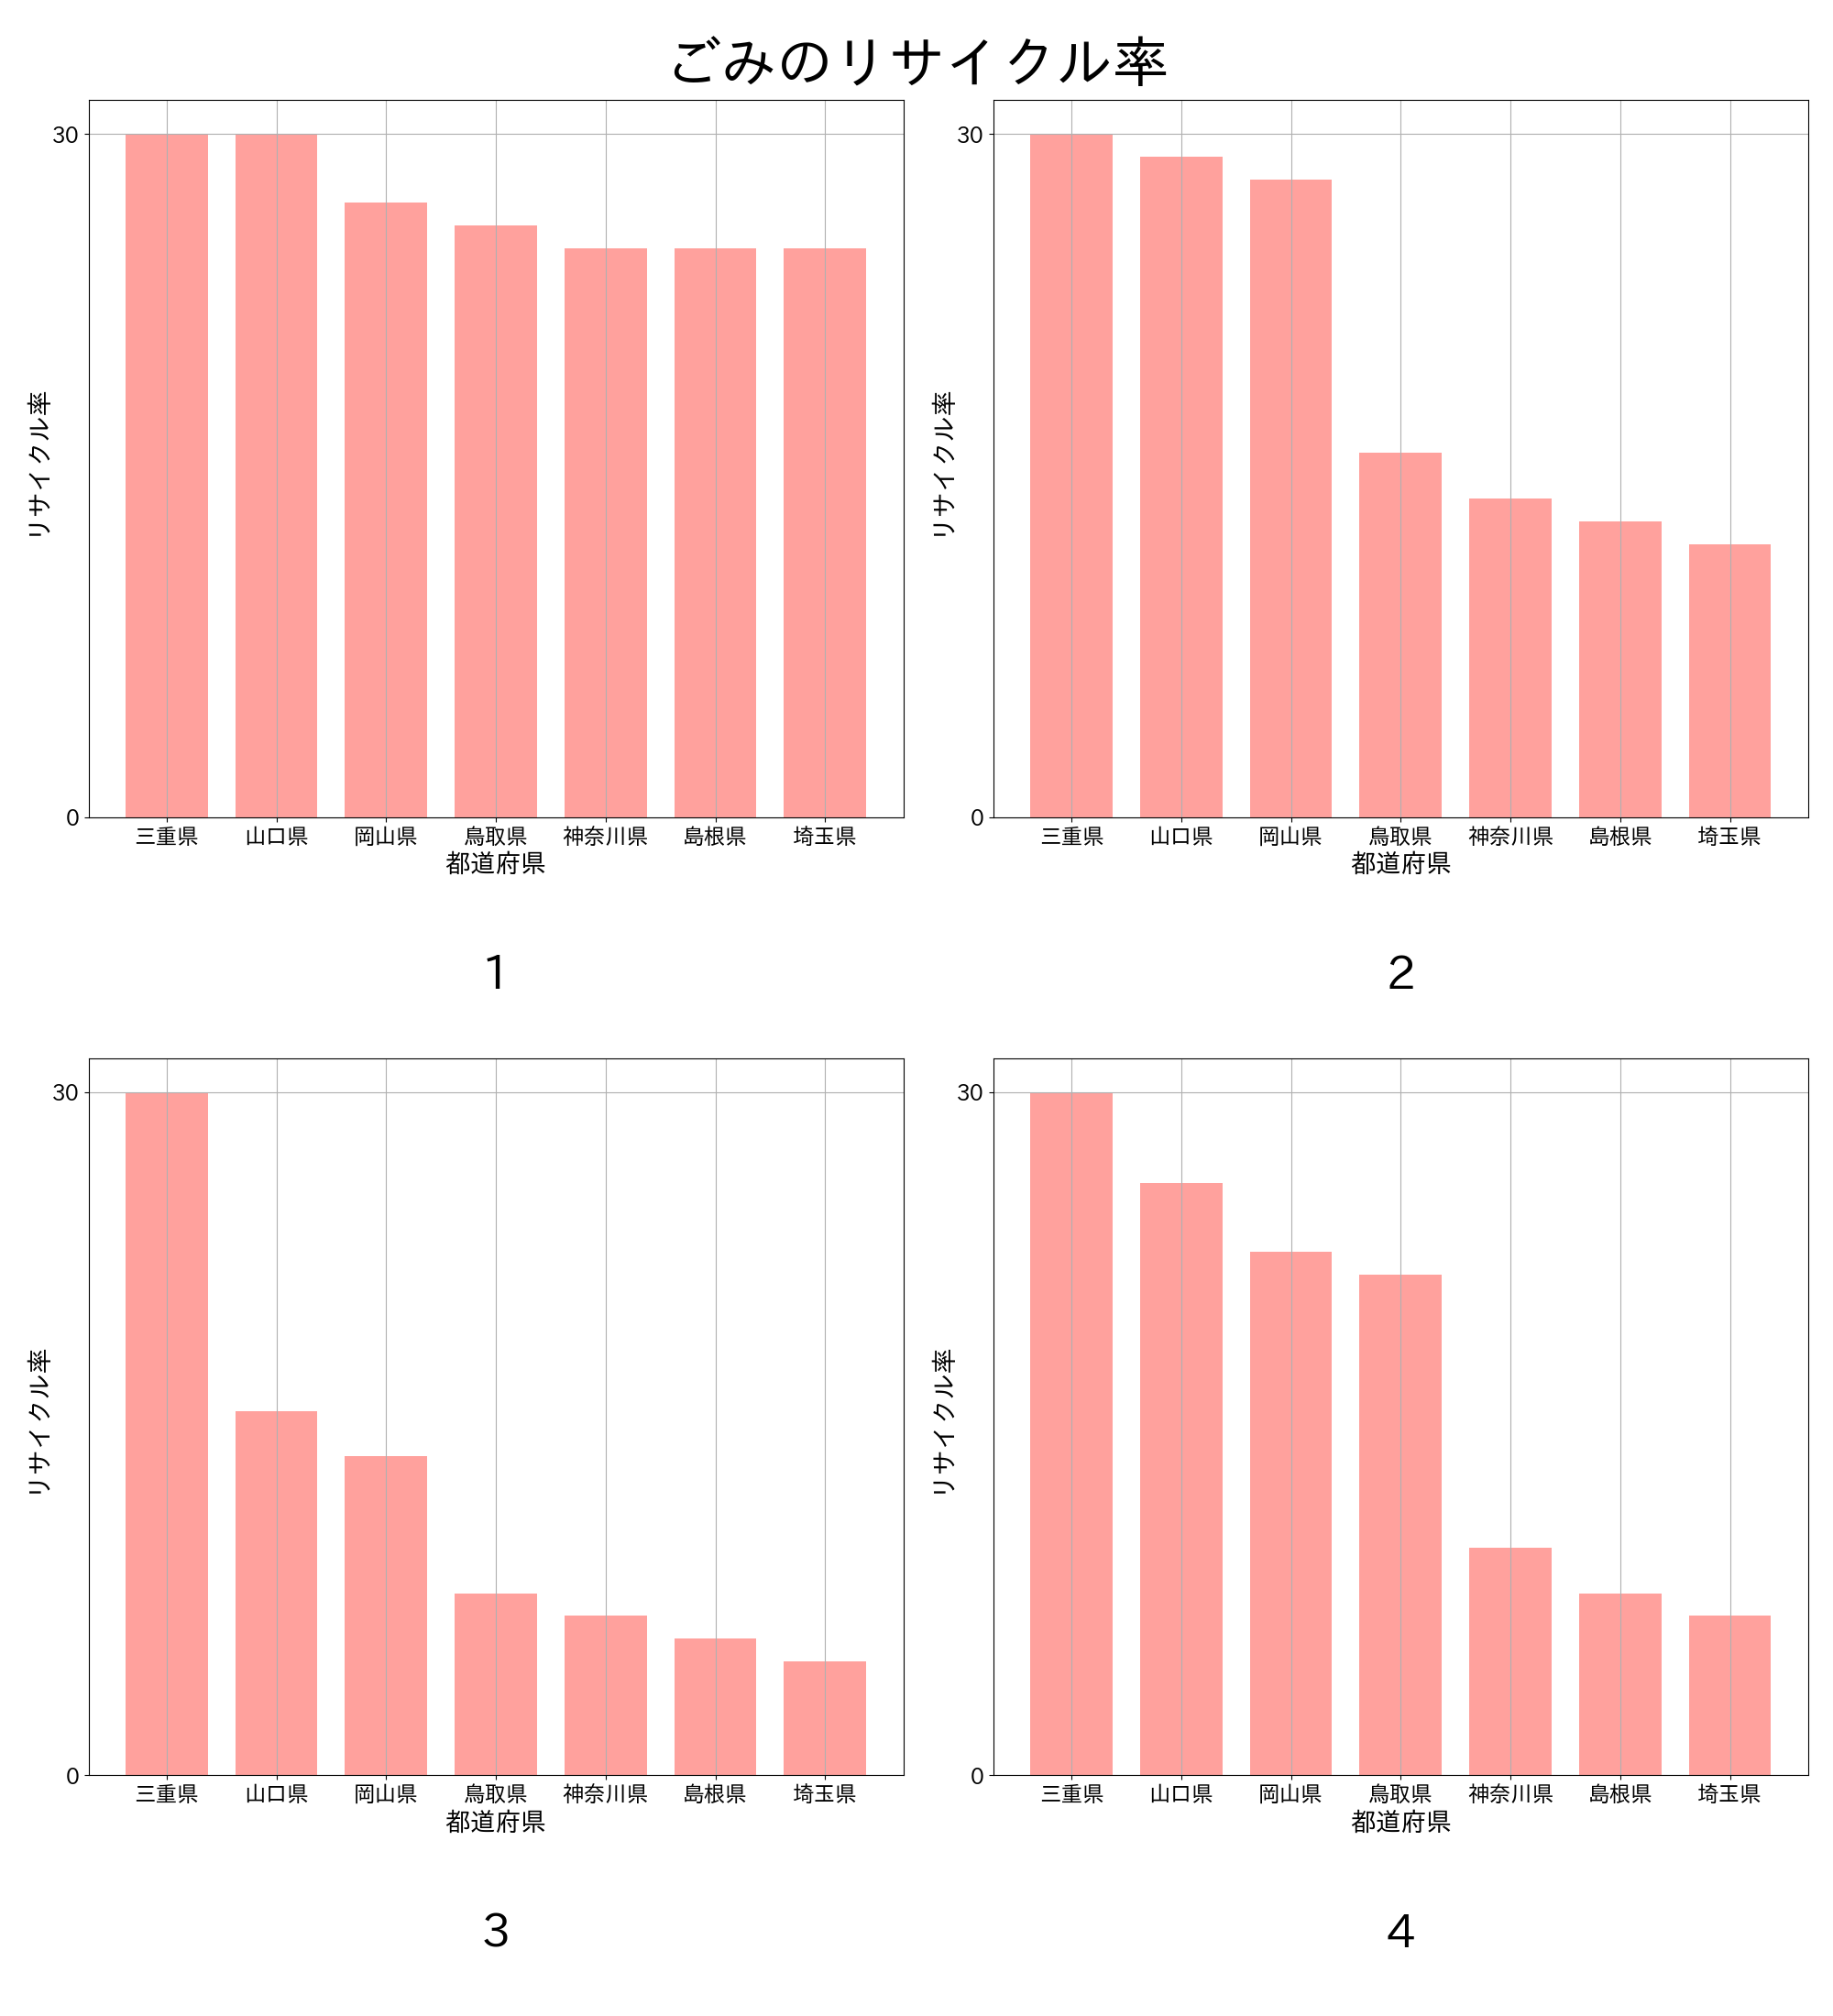 ごみのリサイクル率
30
0
リサイクル率
三重県 山口県 岡山県 鳥取県 神奈川県 島根県 埼玉県
都道府県
1
30
0
リサイクル率
三重県 山口県 岡山県 鳥取県 神奈川県 島根県 埼玉県
都道府県
2
30
0
リサイクル率
三重県 山口県 岡山県 鳥取県 神奈川県 島根県 埼玉県
都道府県
3
30
0
リサイクル率
三重県 山口県 岡山県 鳥取県 神奈川県 島根県 埼玉県
都道府県
4